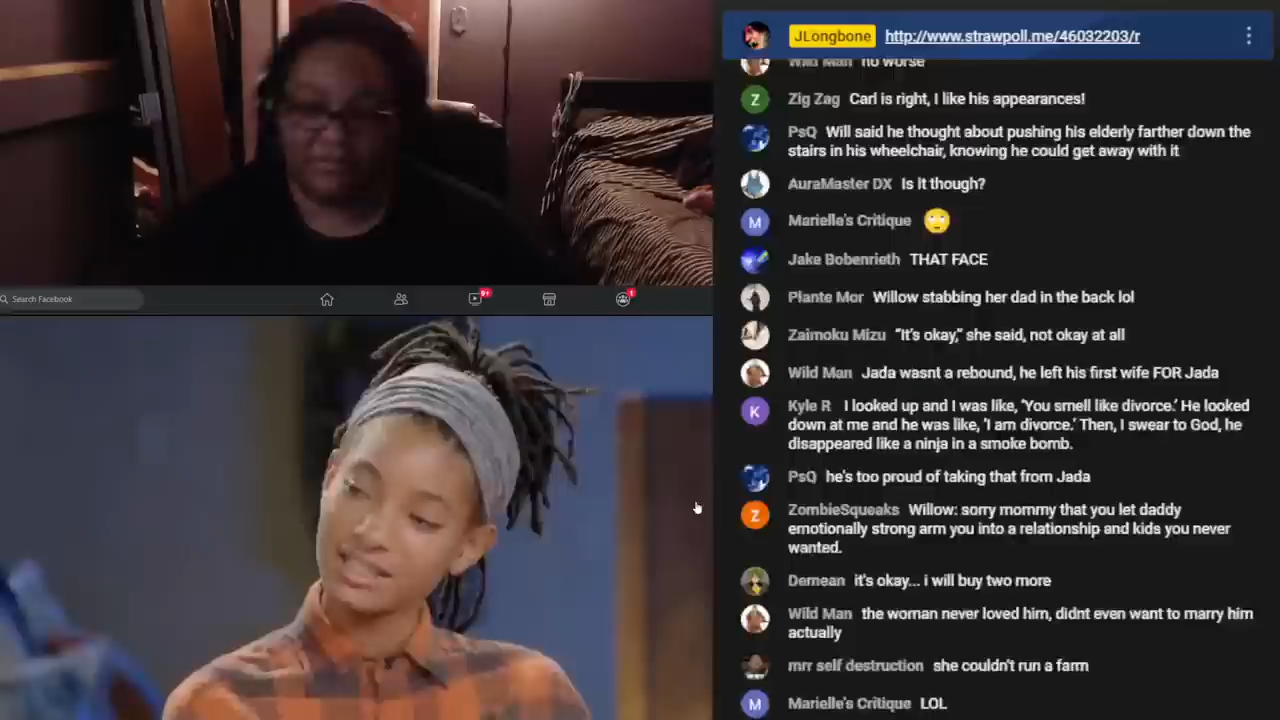 JLongbone http://www.strawpoll.me/46032203/r
Wild Man no worse
Z Zig Zag Carl is right, I like his appearances!
PsQ Will said he thought about pushing his elderly farther down the
stairs in his wheelchair, knowing he could get away with it
AuraMaster DX Is it though?
M Marielle's Critique 🙄
Jake Bobenrieth THAT FACE
Search Facebook
9+
1
Plante Mor Willow stabbing her dad in the back lol
Zaimoku Mizu "It's okay," she said, not okay at all
Wild Man Jada wasnt a rebound, he left his first wife FOR Jada
K Kyle R I looked up and I was like, 'You smell like divorce.' He looked
down at me and he was like, 'I am divorce.' Then, I swear to God, he
disappeared like a ninja in a smoke bomb.
PsQ he's too proud of taking that from Jada
Z ZombieSqueaks Willow: sorry mommy that you let daddy
emotionally strong arm you into a relationship and kids you never
wanted.
Demean it's okay... i will buy two more
Wild Man the woman never loved him, didnt even want to marry him
actually
mrr self destruction she couldn't run a farm
M Marielle's Critique LOL